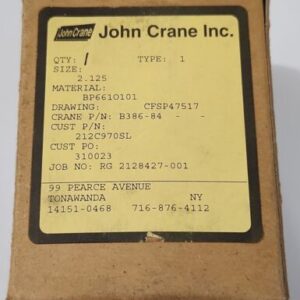 John Crane John Crane Inc.
QTY: 1 TYPE: 1
SIZE:
2.125
MATERIAL:
BP661O101
DRAWING: CFSP47517
CRANE P/N: B386-84 - -
CUST P/N:
212C970SL
CUST PO:
310023
JOB NO: RG 2128427-001
99 PEARCE AVENUE
TONAWANDA NY
14151-0468 716-876-4112